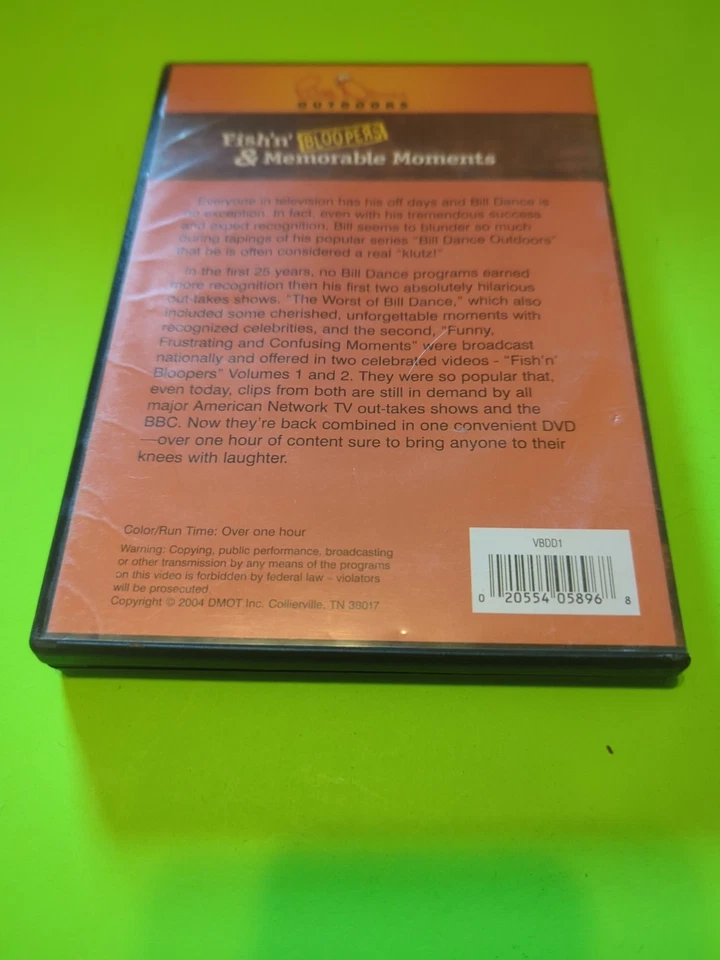 OUTDOORS
Fish'n' BLOOPERS
& Memorable Moments
Everyone in television has his off days and Bill Dance is
no exception. In fact, even with his tremendous success
and expert recognition, Bill seems to blunder so much
during tapings of his popular series "Bill Dance Outdoors"
that he is often considered a real "klutz!"
In the first 25 years, no Bill Dance programs earned
more recognition then his first two absolutely hilarious
out-takes shows. "The Worst of Bill Dance," which also
included some cherished, unforgettable moments with
recognized celebrities, and the second, "Funny,
Frustrating and Confusing Moments" were broadcast
nationally and offered in two celebrated videos - "Fish'n'
Bloopers" Volumes 1 and 2. They were so popular that,
even today, clips from both are still in demand by all
major American Network TV out-takes shows and the
BBC. Now they're back combined in one convenient DVD
—over one hour of content sure to bring anyone to their
knees with laughter.
Color/Run Time: Over one hour
Warning: Copying, public performance, broadcasting
or other transmission by any means of the programs
on this video is forbidden by federal law - violators
will be prosecuted.
Copyright © 2004 DMOT Inc. Collierville, TN 38017
VBDD1
0 20554 05896 8